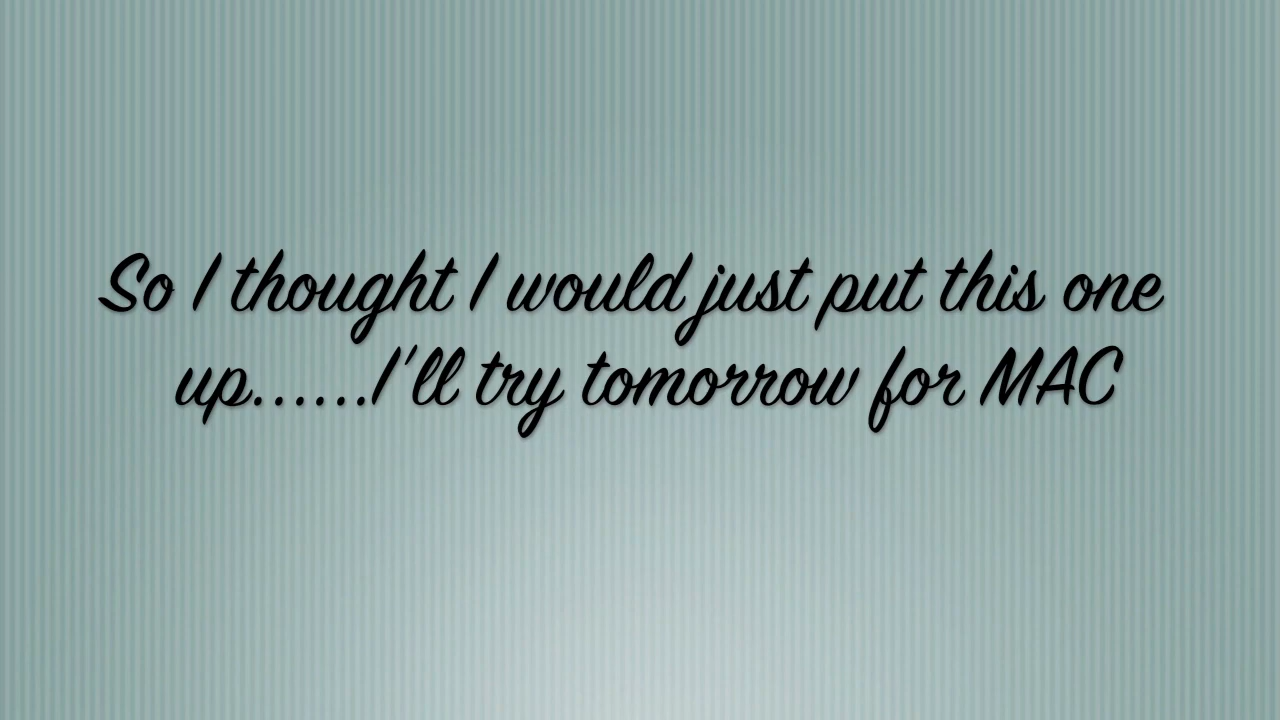 So I thought I would just put this one
up......I'll try tomorrow for MAC